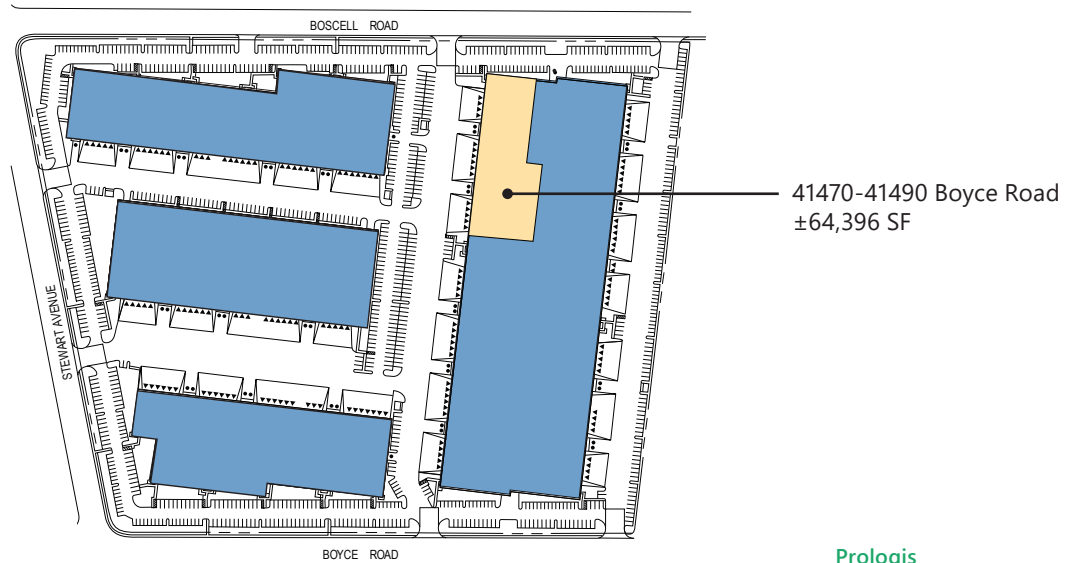 BOSCELL ROAD
41470-41490 Boyce Road
±64,396 SF
STEWART AVENUE
BOYCE ROAD
Prologis